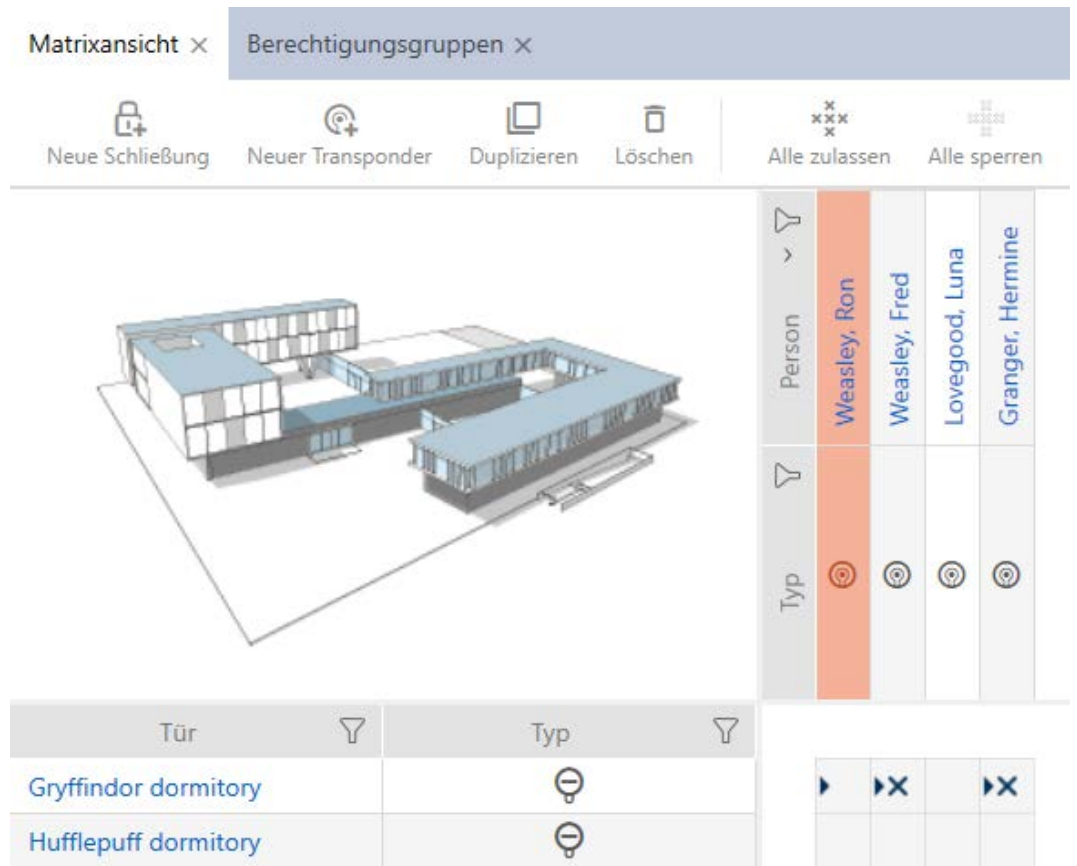 Matrixansicht × Berechtigungsgruppen ×
Neue Schließung Neuer Transponder Duplizieren Löschen Alle zulassen Alle sperren
Person
Weasley, Ron
Weasley, Fred
Lovegood, Luna
Granger, Hermine
Typ
Tür Typ
Gryffindor dormitory
Hufflepuff dormitory